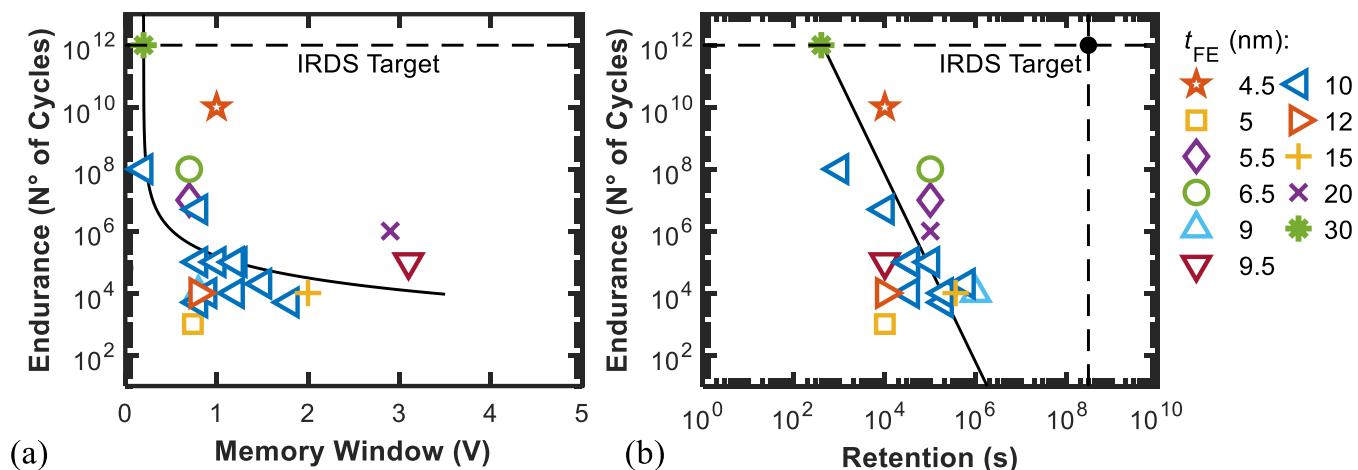 10^12
10^10
10^8
10^6
10^4
10^2
Endurance (N° of Cycles)
IRDS Target
0 1 2 3 4 5
Memory Window (V)
(a)
10^12
10^10
10^8
10^6
10^4
10^2
Endurance (N° of Cycles)
IRDS Target
10^0 10^2 10^4 10^6 10^8 10^10
Retention (s)
(b)
t_FE (nm):
4.5 10
5 12
5.5 15
6.5 20
9 30
9.5